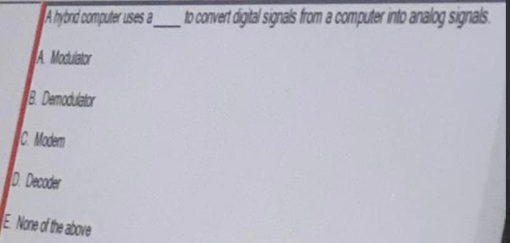 A hybrid computer uses a ____ to convert digital signals from a computer into analog signals.
A. Modulator
B. Demodulator
C. Modem
D. Decoder
E. None of the above